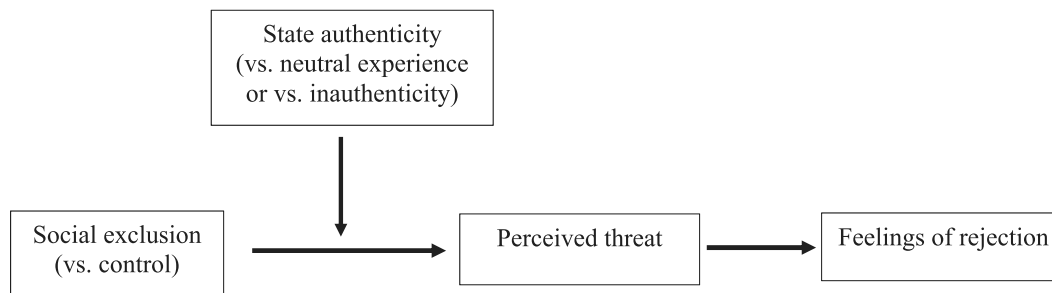 State authenticity
(vs. neutral experience
or vs. inauthenticity)
Social exclusion
(vs. control)
Perceived threat
Feelings of rejection